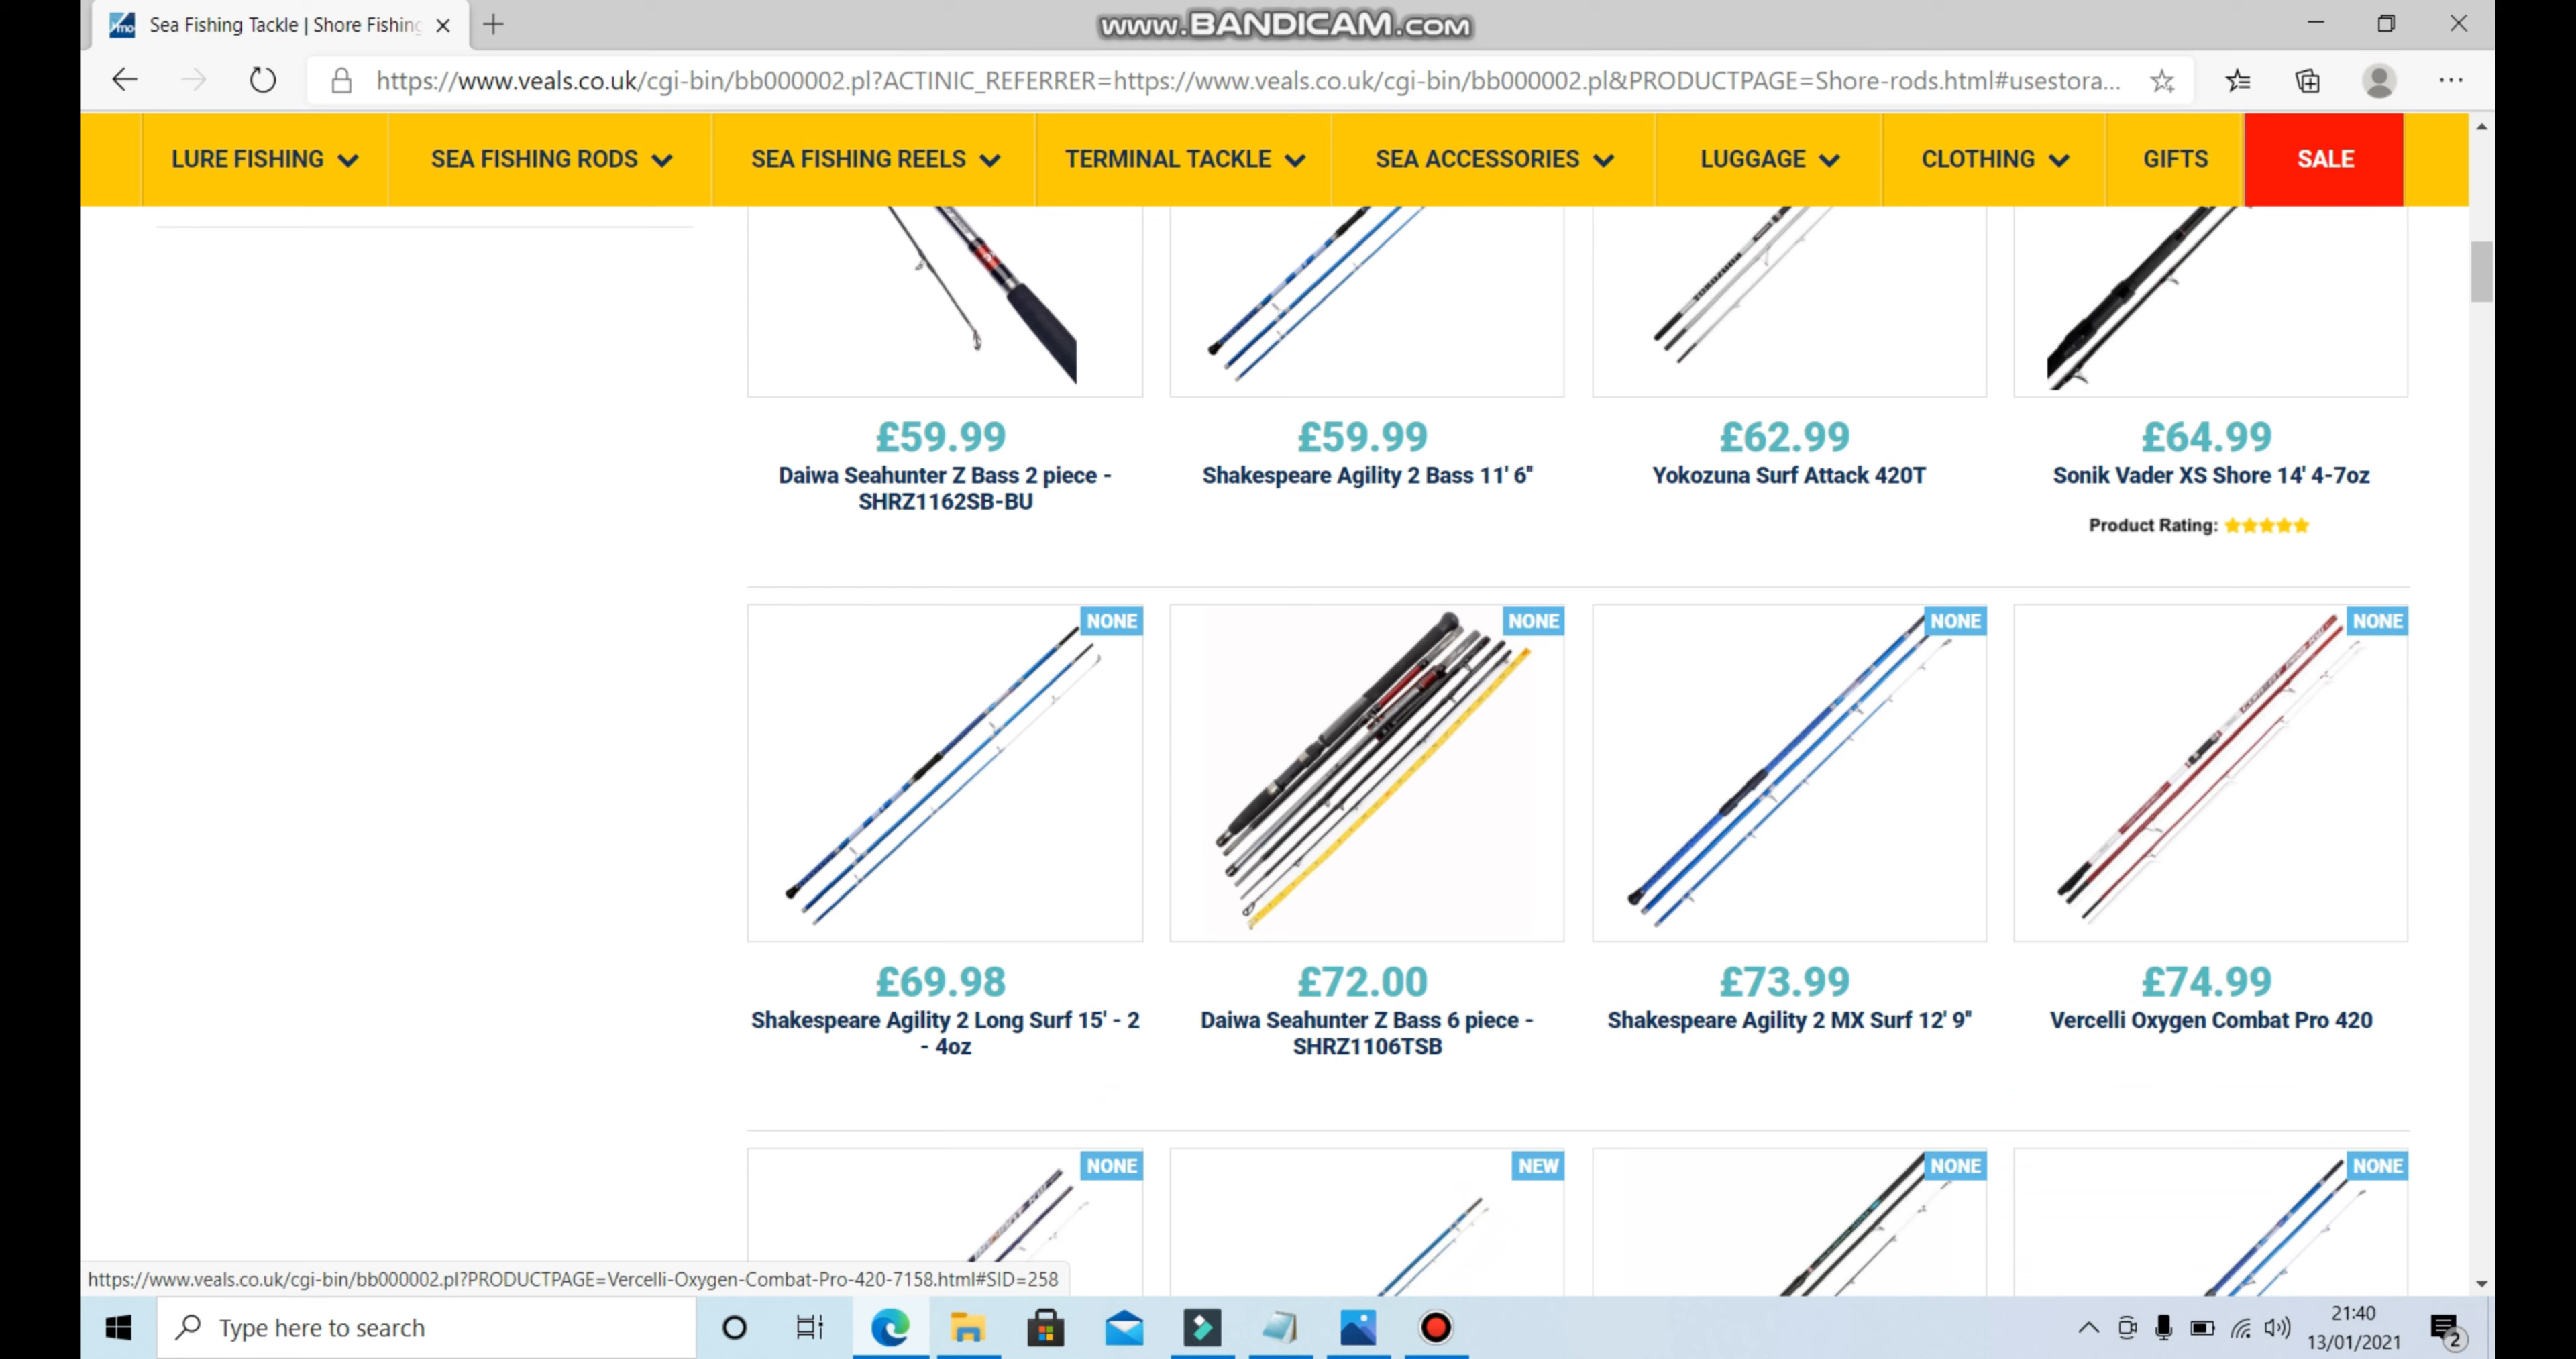 Sea Fishing Tackle | Shore Fishing
www.BANDICAM.com
https://www.veals.co.uk/cgi-bin/bb000002.pl?ACTINIC_REFERRER=https://www.veals.co.uk/cgi-bin/bb000002.pl&PRODUCTPAGE=Shore-rods.html#usestora...
LURE FISHING SEA FISHING RODS SEA FISHING REELS TERMINAL TACKLE SEA ACCESSORIES LUGGAGE CLOTHING GIFTS SALE
£59.99 £59.99 £62.99 £64.99
Daiwa Seahunter Z Bass 2 piece - Shakespeare Agility 2 Bass 11' 6" Yokozuna Surf Attack 420T Sonik Vader XS Shore 14' 4-7oz
SHRZ1162SB-BU
Product Rating:
NONE NONE NONE NONE
£69.98 £72.00 £73.99 £74.99
Shakespeare Agility 2 Long Surf 15' - 2 Daiwa Seahunter Z Bass 6 piece - Shakespeare Agility 2 MX Surf 12' 9" Vercelli Oxygen Combat Pro 420
- 4oz SHRZ1106TSB
NONE NEW NONE NONE
https://www.veals.co.uk/cgi-bin/bb000002.pl?PRODUCTPAGE=Vercelli-Oxygen-Combat-Pro-420-7158.html#SID=258
Type here to search
21:40
13/01/2021
2